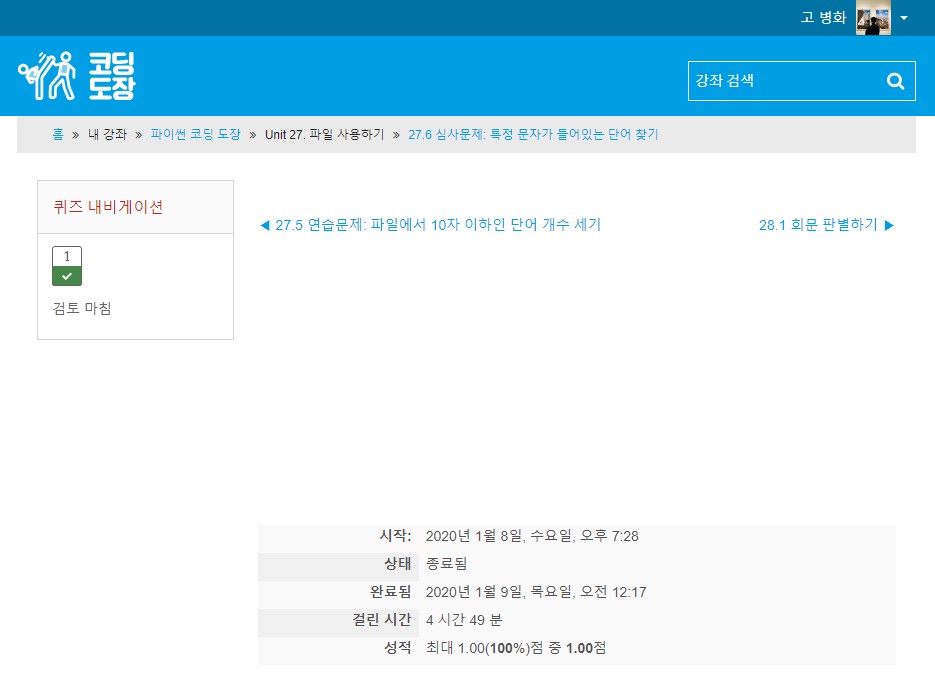 고 병화
코딩
도장
강좌 검색
홈 » 내 강좌 » 파이썬 코딩 도장 » Unit 27. 파일 사용하기 » 27.6 심사문제: 특정 문자가 들어있는 단어 찾기
퀴즈 내비게이션
1
검토 마침
◀ 27.5 연습문제: 파일에서 10자 이하인 단어 개수 세기
28.1 회문 판별하기 ▶
시작: 2020년 1월 8일, 수요일, 오후 7:28
상태 종료됨
완료됨 2020년 1월 9일, 목요일, 오전 12:17
걸린 시간 4 시간 49 분
성적 최대 1.00(100%)점 중 1.00점